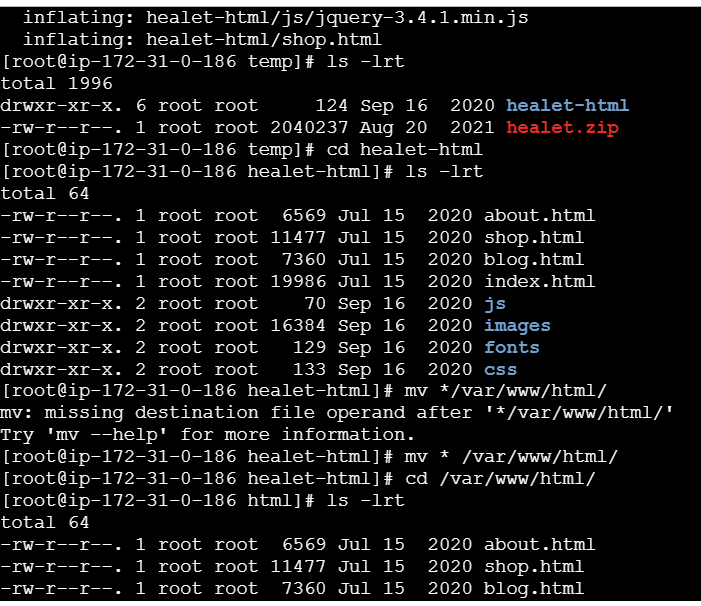 inflating: healet-html/js/jquery-3.4.1.min.js
inflating: healet-html/shop.html
[root@ip-172-31-0-186 temp]# ls -lrt
total 1996
drwxr-xr-x. 6 root root     124 Sep 16  2020 healet-html
-rw-r--r--. 1 root root 2040237 Aug 20  2021 healet.zip
[root@ip-172-31-0-186 temp]# cd healet-html
[root@ip-172-31-0-186 healet-html]# ls -lrt
total 64
-rw-r--r--. 1 root root  6569 Jul 15  2020 about.html
-rw-r--r--. 1 root root 11477 Jul 15  2020 shop.html
-rw-r--r--. 1 root root  7360 Jul 15  2020 blog.html
-rw-r--r--. 1 root root 19986 Jul 15  2020 index.html
drwxr-xr-x. 2 root root    70 Sep 16  2020 js
drwxr-xr-x. 2 root root 16384 Sep 16  2020 images
drwxr-xr-x. 2 root root   129 Sep 16  2020 fonts
drwxr-xr-x. 2 root root   133 Sep 16  2020 css
[root@ip-172-31-0-186 healet-html]# mv */var/www/html/
mv: missing destination file operand after '*/var/www/html/'
Try 'mv --help' for more information.
[root@ip-172-31-0-186 healet-html]# mv * /var/www/html/
[root@ip-172-31-0-186 healet-html]# cd /var/www/html/
[root@ip-172-31-0-186 html]# ls -lrt
total 64
-rw-r--r--. 1 root root  6569 Jul 15  2020 about.html
-rw-r--r--. 1 root root 11477 Jul 15  2020 shop.html
-rw-r--r--. 1 root root  7360 Jul 15  2020 blog.html